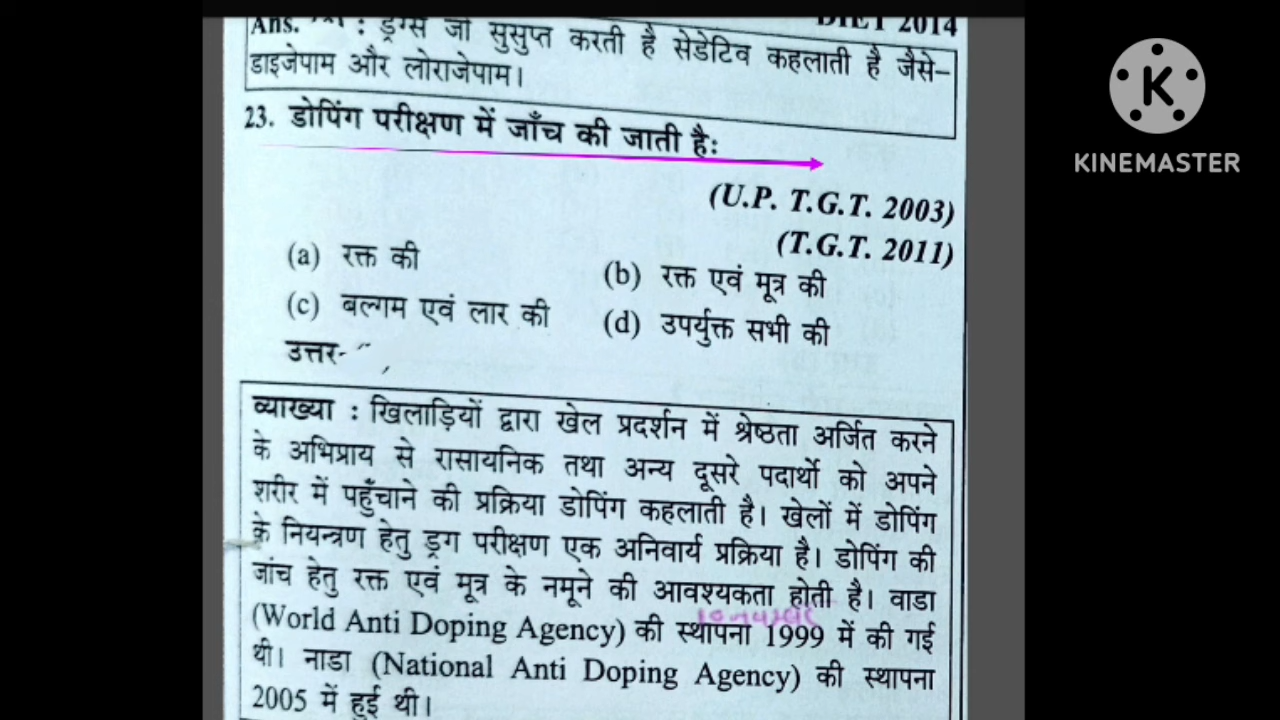 DIET 2014
Ans. : ड्रग्स जो सुसुप्त करती है सेडेटिव कहलाती है जैसे–
डाइजेपाम और लोराजेपाम।
23. डोपिंग परीक्षण में जाँच की जाती है:
(U.P. T.G.T. 2003)
(T.G.T. 2011)
(a) रक्त की
(b) रक्त एवं मूत्र की
(c) बल्गम एवं लार की
(d) उपर्युक्त सभी की
उत्तर-
व्याख्या : खिलाड़ियों द्वारा खेल प्रदर्शन में श्रेष्ठता अर्जित करने
के अभिप्राय से रासायनिक तथा अन्य दूसरे पदार्थो को अपने
शरीर में पहुँचाने की प्रक्रिया डोपिंग कहलाती है। खेलों में डोपिंग
के नियन्त्रण हेतु ड्रग परीक्षण एक अनिवार्य प्रक्रिया है। डोपिंग की
जांच हेतु रक्त एवं मूत्र के नमूने की आवश्यकता होती है। वाडा
(World Anti Doping Agency) की स्थापना 1999 में की गई
थी। नाडा (National Anti Doping Agency) की स्थापना
2005 में हुई थी।
K
KINEMASTER